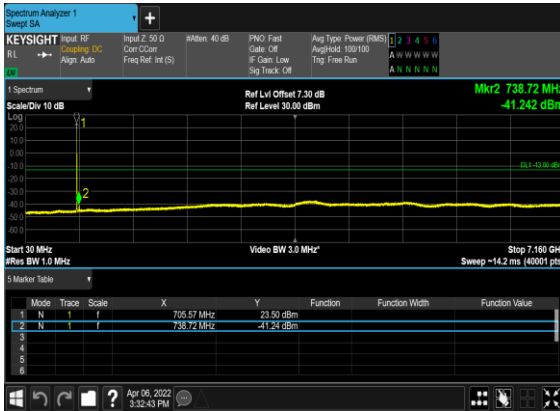 Spectrum Analyzer 1
Swept SA
KEYSIGHT
RL
LW
Input: RF
Coupling: DC
Align: Auto
Input Z: 50 Ω
Corr CCorr
Freq Ref: Int (S)
#Atten: 40 dB
PNO: Fast
Gate: Off
IF Gain: Low
Sig Track: Off
Avg Type: Power (RMS)
Avg|Hold: 100/100
Trig: Free Run
1 2 3 4 5 6
A W W W W W
A N N N N N
1 Spectrum
Scale/Div 10 dB
Ref Lvl Offset 7.30 dB
Ref Level 30.00 dBm
Mkr2 738.72 MHz
-41.242 dBm
Log
20.0
10.0
0.00
-10.0
-20.0
-30.0
-40.0
-50.0
-60.0
1
2
DL1 -13.00 dBm
Start 30 MHz
#Res BW 1.0 MHz
Video BW 3.0 MHz*
Stop 7.160 GH
Sweep ~14.2 ms (40001 pts
5 Marker Table
Mode Trace Scale X Y Function Function Width Function Value
1 N 1 f 705.57 MHz 23.50 dBm
2 N 1 f 738.72 MHz -41.24 dBm
3
4
5
6
?
Apr 06, 2022
3:32:43 PM